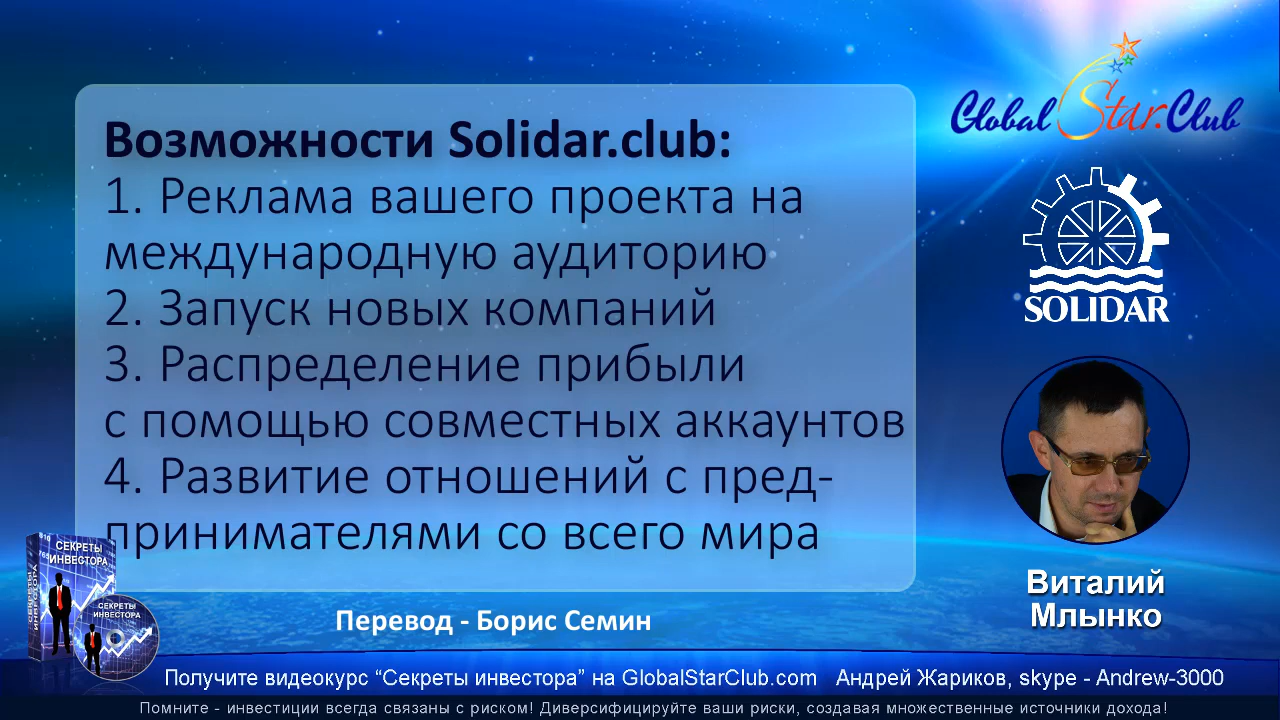 Global Star.Club
Возможности Solidar.club:
1. Реклама вашего проекта на
международную аудиторию
2. Запуск новых компаний
3. Распределение прибыли
с помощью совместных аккаунтов
4. Развитие отношений с пред-
принимателями со всего мира
SOLIDAR
Виталий
Млынко
СЕКРЕТЫ
ИНВЕСТОРА
СЕКРЕТЫ
ИНВЕСТОРА
СЕКРЕТЫ
ИНВЕСТОРА
Перевод - Борис Семин
Получите видеокурс “Секреты инвестора” на GlobalStarClub.com Андрей Жариков, skype - Andrew-3000
Помните - инвестиции всегда связаны с риском! Диверсифицируйте ваши риски, создавая множественные источники дохода!